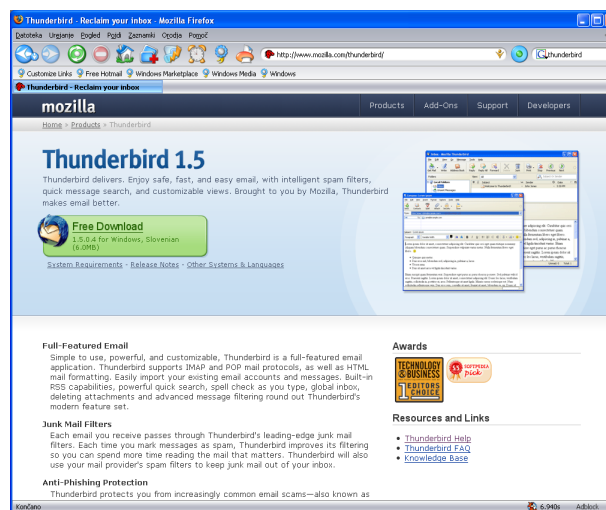 Thunderbird - Reclaim your inbox - Mozilla Firefox
Datoteka Urejanje Pogled Pojdi Zaznamki Orodja Pomoč
http://www.mozilla.com/thunderbird/
thunderbird
Customize Links Free Hotmail Windows Marketplace Windows Media Windows
Thunderbird - Reclaim your inbox
mozilla
Products Add-Ons Support Developers
Home » Products » Thunderbird
Thunderbird 1.5
Thunderbird delivers. Enjoy safe, fast, and easy email, with intelligent spam filters,
quick message search, and customizable views. Brought to you by Mozilla, Thunderbird
makes email better.
Free Download
1.5.0.4 for Windows, Slovenian
(6.0MB)
System Requirements - Release Notes - Other Systems & Languages
Full-Featured Email
Simple to use, powerful, and customizable, Thunderbird is a full-featured email
application. Thunderbird supports IMAP and POP mail protocols, as well as HTML
mail formatting. Easily import your existing email accounts and messages. Built-in
RSS capabilities, powerful quick search, spell check as you type, global inbox,
deleting attachments and advanced message filtering round out Thunderbird's
modern feature set.
Junk Mail Filters
Each email you receive passes through Thunderbird's leading-edge junk mail
filters. Each time you mark messages as spam, Thunderbird improves its filtering
so you can spend more time reading the mail that matters. Thunderbird will also
use your mail provider's spam filters to keep junk mail out of your inbox.
Anti-Phishing Protection
Thunderbird protects you from increasingly common email scams—also known as
Awards
TECHNOLOGY
& BUSINESS
1 EDITORS
CHOICE
SOFTPEDIA
pick
Resources and Links
Thunderbird Help
Thunderbird FAQ
Knowledge Base
Končano
6.940s Adblock